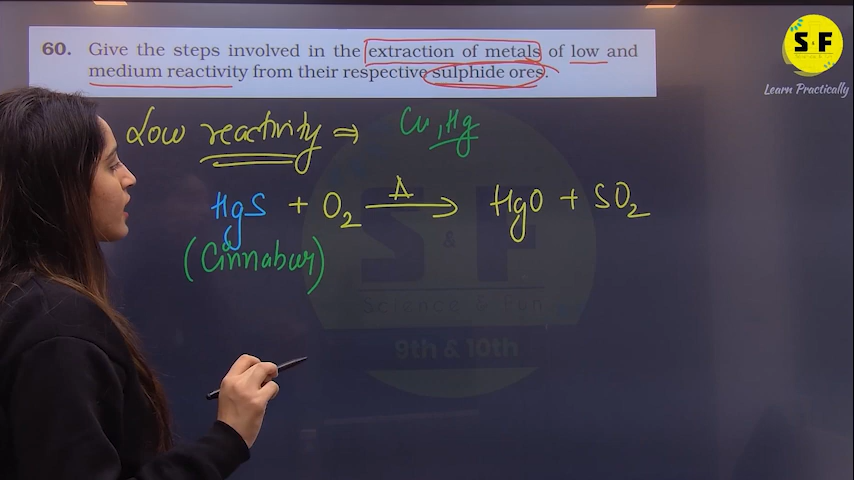 60. Give the steps involved in the extraction of metals of low and
medium reactivity from their respective sulphide ores.
S&F
Learn Practically
Low reactivity ⇒ Cu, Hg
HgS + O2 —Δ→ HgO + SO2
(Cinnabar)
S & F
9th & 10th